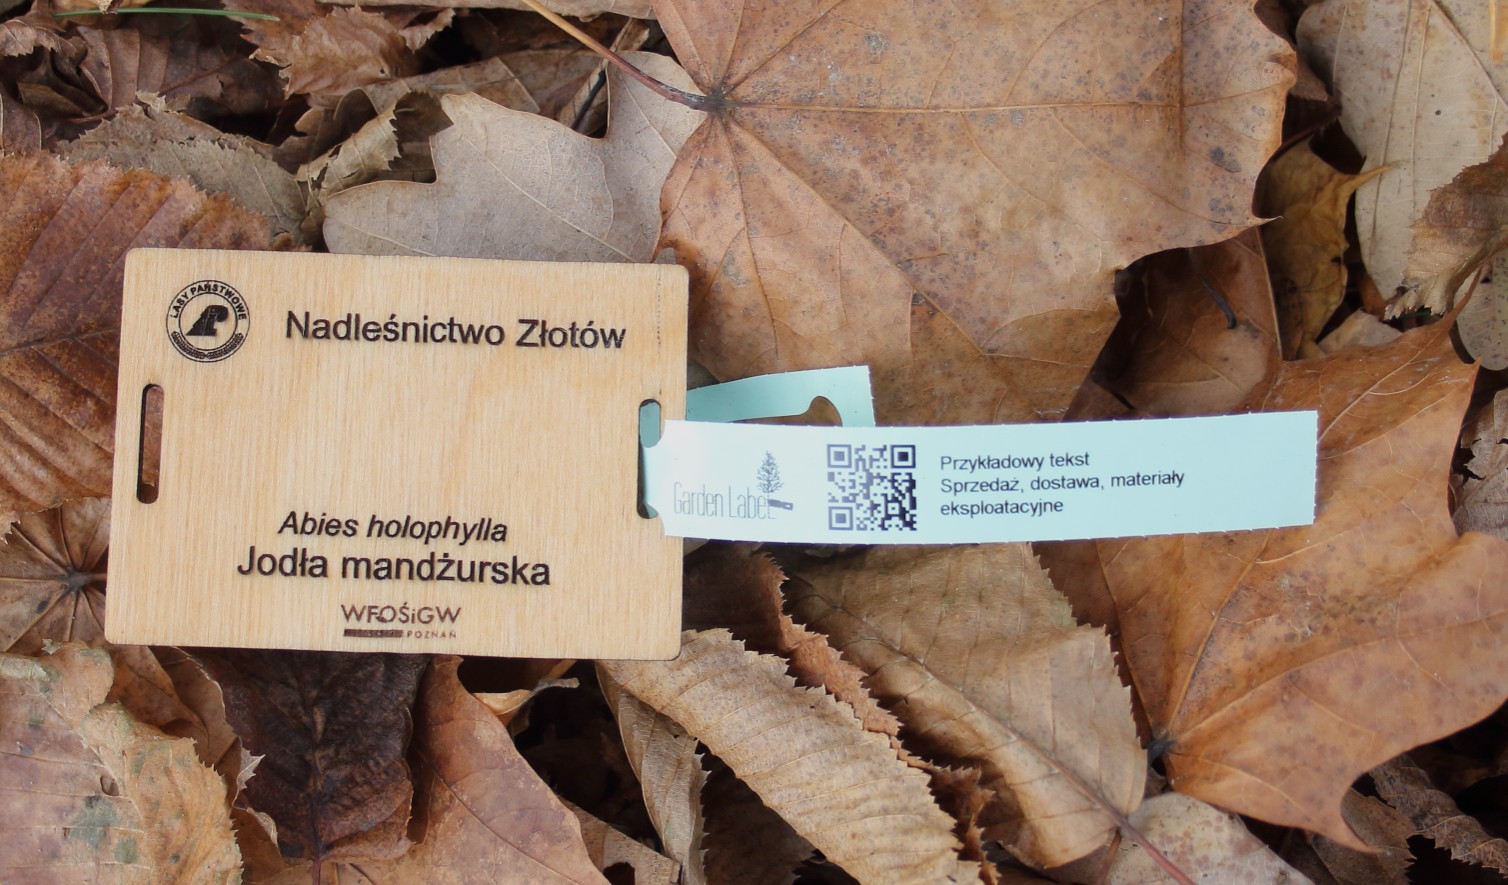 LASY PAŃSTWOWE
Nadleśnictwo Złotów
Abies holophylla
Jodła mandżurska
WFOŚiGW
POZNAŃ
Garden Label
Przykładowy tekst
Sprzedaż, dostawa, materiały
eksploatacyjne